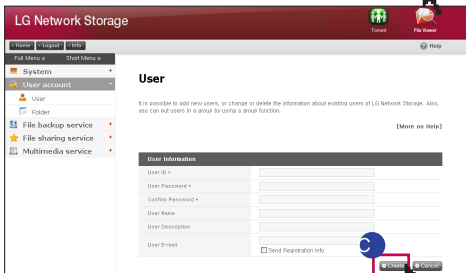 LG Network Storage
Torrent
File Viewer
Home Logout Info
Help
Full Menu Short Menu
System
User account
User
Folder
File backup service
File sharing service
Multimedia service
User
It is possible to add new users, or change or delete the information about existing users of LG Network Storage. Also,
you can put users in a group by using a group function.
[More on Help]
User Information
User ID +
User Password +
Confirm Password +
User Name
User Description
User E-mail
Send Registration Info
C
Create Cancel